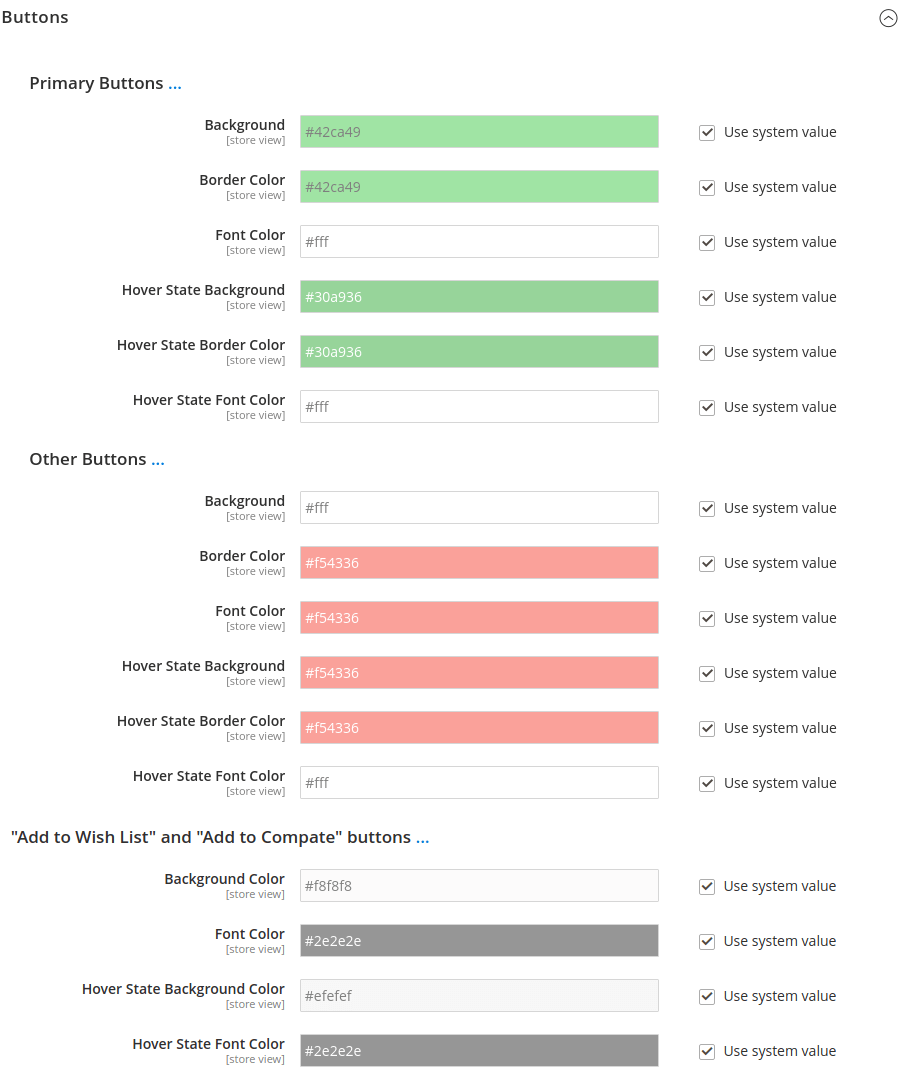 Buttons
Primary Buttons ...
Background
[store view]
#42ca49
Use system value
Border Color
[store view]
#42ca49
Use system value
Font Color
[store view]
#fff
Use system value
Hover State Background
[store view]
#30a936
Use system value
Hover State Border Color
[store view]
#30a936
Use system value
Hover State Font Color
[store view]
#fff
Use system value
Other Buttons ...
Background
[store view]
#fff
Use system value
Border Color
[store view]
#f54336
Use system value
Font Color
[store view]
#f54336
Use system value
Hover State Background
[store view]
#f54336
Use system value
Hover State Border Color
[store view]
#f54336
Use system value
Hover State Font Color
[store view]
#fff
Use system value
"Add to Wish List" and "Add to Compate" buttons ...
Background Color
[store view]
#f8f8f8
Use system value
Font Color
[store view]
#2e2e2e
Use system value
Hover State Background Color
[store view]
#efefef
Use system value
Hover State Font Color
[store view]
#2e2e2e
Use system value